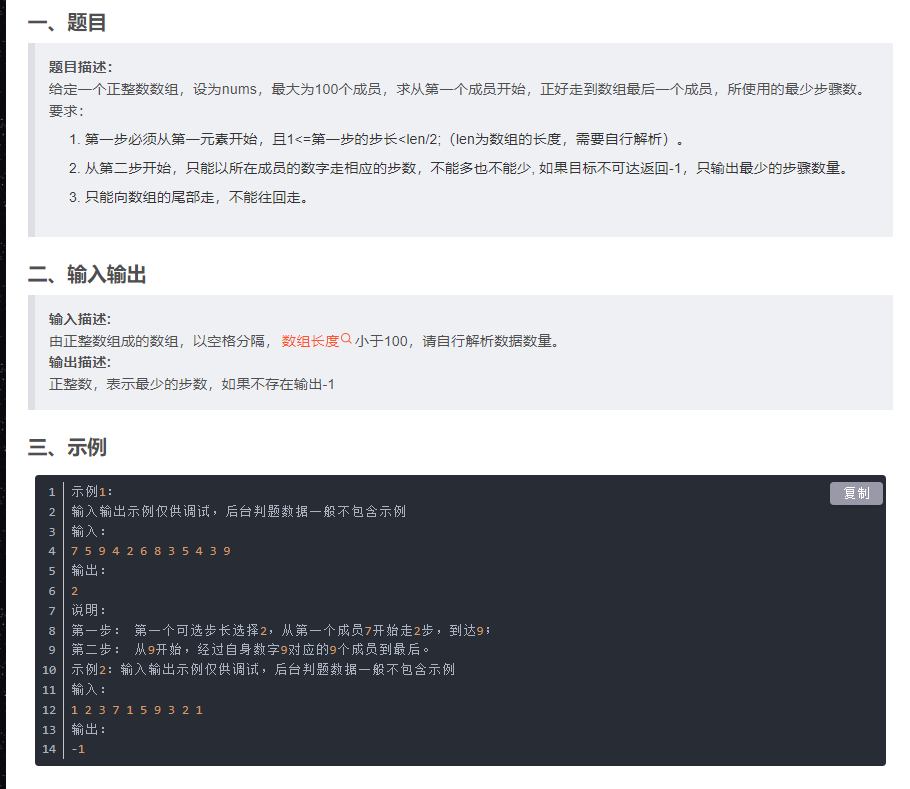 一、题目
题目描述：
给定一个正整数数组，设为nums，最大为100个成员，求从第一个成员开始，正好走到数组最后一个成员，所使用的最少步骤数。
要求：
1. 第一步必须从第一元素开始，且1<=第一步的步长<len/2;（len为数组的长度，需要自行解析）。
2. 从第二步开始，只能以所在成员的数字走相应的步数，不能多也不能少, 如果目标不可达返回-1，只输出最少的步骤数量。
3. 只能向数组的尾部走，不能往回走。
二、输入输出
输入描述：
由正整数组成的数组，以空格分隔，数组长度小于100，请自行解析数据数量。
输出描述：
正整数，表示最少的步数，如果不存在输出-1
三、示例
复制
1 示例1：
2 输入输出示例仅供调试，后台判题数据一般不包含示例
3 输入：
4 7 5 9 4 2 6 8 3 5 4 3 9
5 输出：
6 2
7 说明：
8 第一步： 第一个可选步长选择2，从第一个成员7开始走2步，到达9；
9 第二步： 从9开始，经过自身数字9对应的9个成员到最后。
10 示例2：输入输出示例仅供调试，后台判题数据一般不包含示例
11 输入：
12 1 2 3 7 1 5 9 3 2 1
13 输出：
14 -1